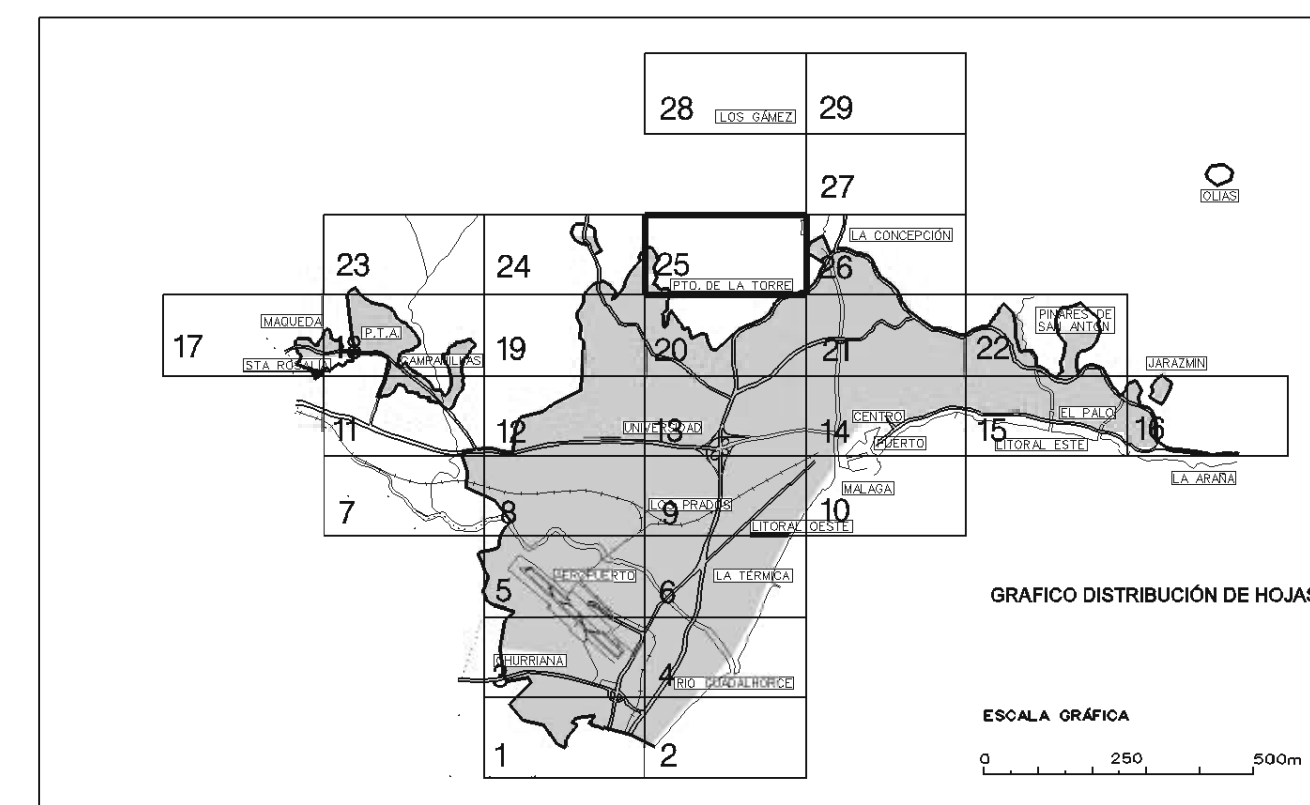 28 LOS GÁMEZ 29
27
OLIAS
LA CONCEPCIÓN
23 24 25 26
PTO. DE LA TORRE
MAQUEDA
P.T.A.
PINARES DE
SAN ANTON
17 18 19 20 21 22
STA ROSALIA
CAMPANILLAS
JARAZMIN
CENTRO
EL PALO
11 12 UNIVERSIDAD 13 14 15 16
PUERTO
LITORAL ESTE
LA ARAÑA
MALAGA
LOS PRADOS
7 8 9 10
LITORAL OESTE
AEROPUERTO
LA TÉRMICA
5 6
GRAFICO DISTRIBUCIÓN DE HOJAS
CHURRIANA
3 4
RIO GUADALHORCE
ESCALA GRÁFICA
1 2
0 250 500m